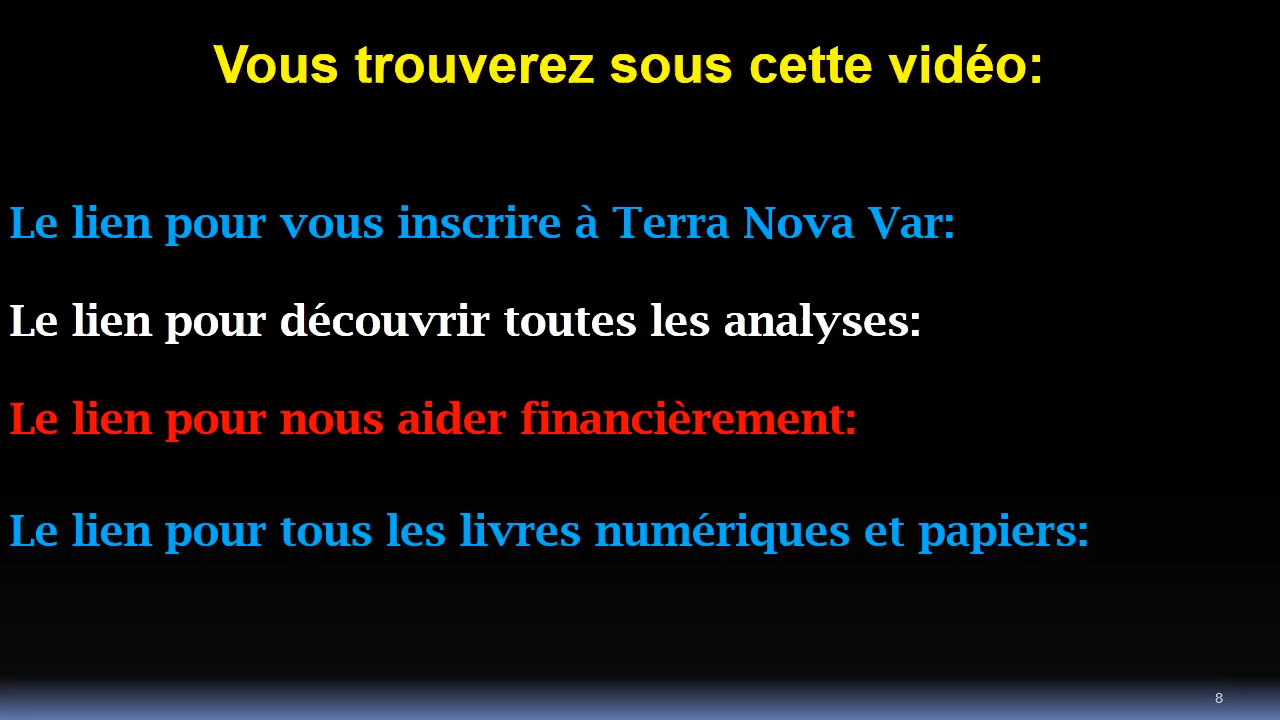 Vous trouverez sous cette vidéo:
Le lien pour vous inscrire à Terra Nova Var:
Le lien pour découvrir toutes les analyses:
Le lien pour nous aider financièrement:
Le lien pour tous les livres numériques et papiers:
8